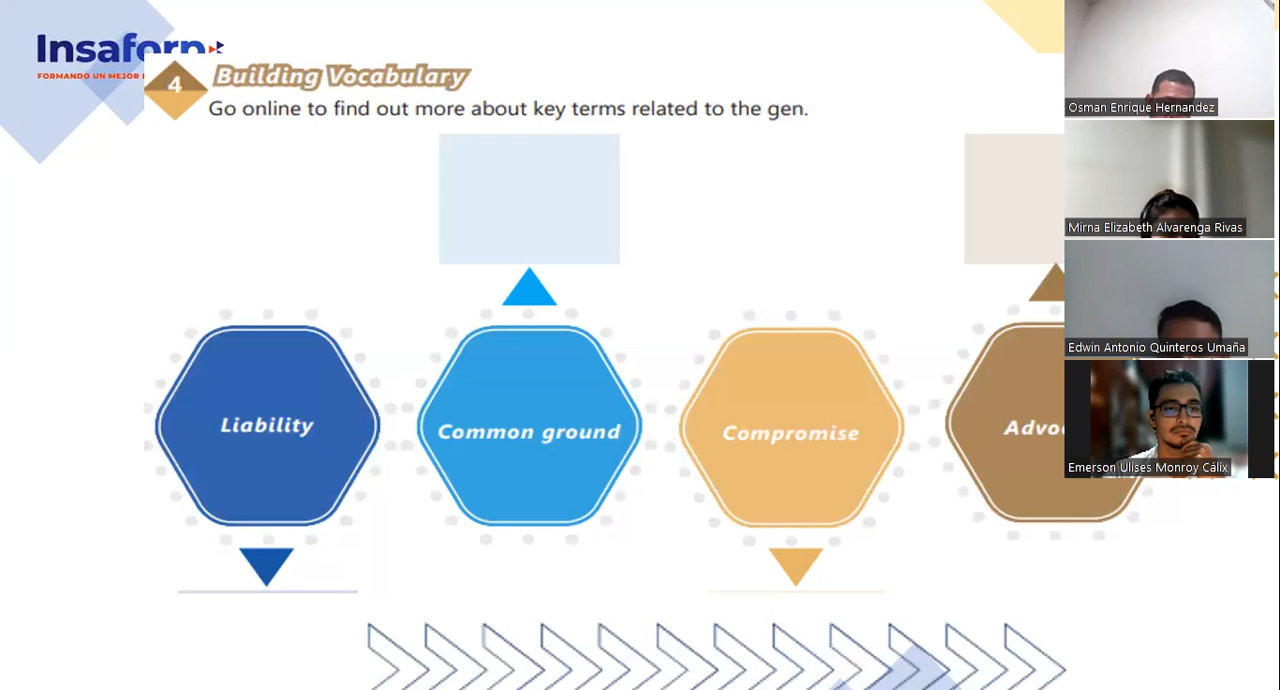 Insaforp
FORMANDO UN MEJOR
4
Building Vocabulary
Go online to find out more about key terms related to the gen.
Liability
Common ground
Compromise
Osman Enrique Hernandez
Mirna Elizabeth Alvarenga Rivas
Edwin Antonio Quinteros Umaña
Emerson Ulises Monroy Cálix